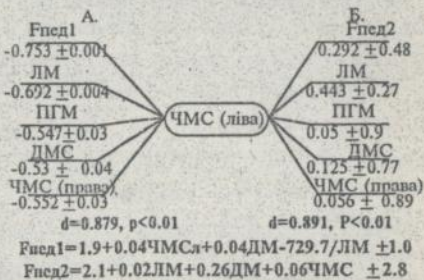 А. Б.
Fпед1 Fпед2
-0.753 ±0.001 0.292 ±0.48
ЛМ ЛМ
-0.692 ±0.004 0.443 ±0.27
ПГМ ПГМ
-0.547±0.03 0.05 ±0.9
ЧМС (ліва)
ДМС ДМС
-0.53 ± 0.04 0.125 ±0.77
ЧМС (права) ЧМС (права)
-0.552 ±0.03 0.056 ± 0.89
d=0.879, p<0.01 d=0.891, P<0.01
Fпед1=1.9+0.04ЧМСл+0.04ДМ-729.7/ЛМ ±1.0
Fпед2=2.1+0.02ЛМ+0.26ДМ+0.06ЧМС ±2.8